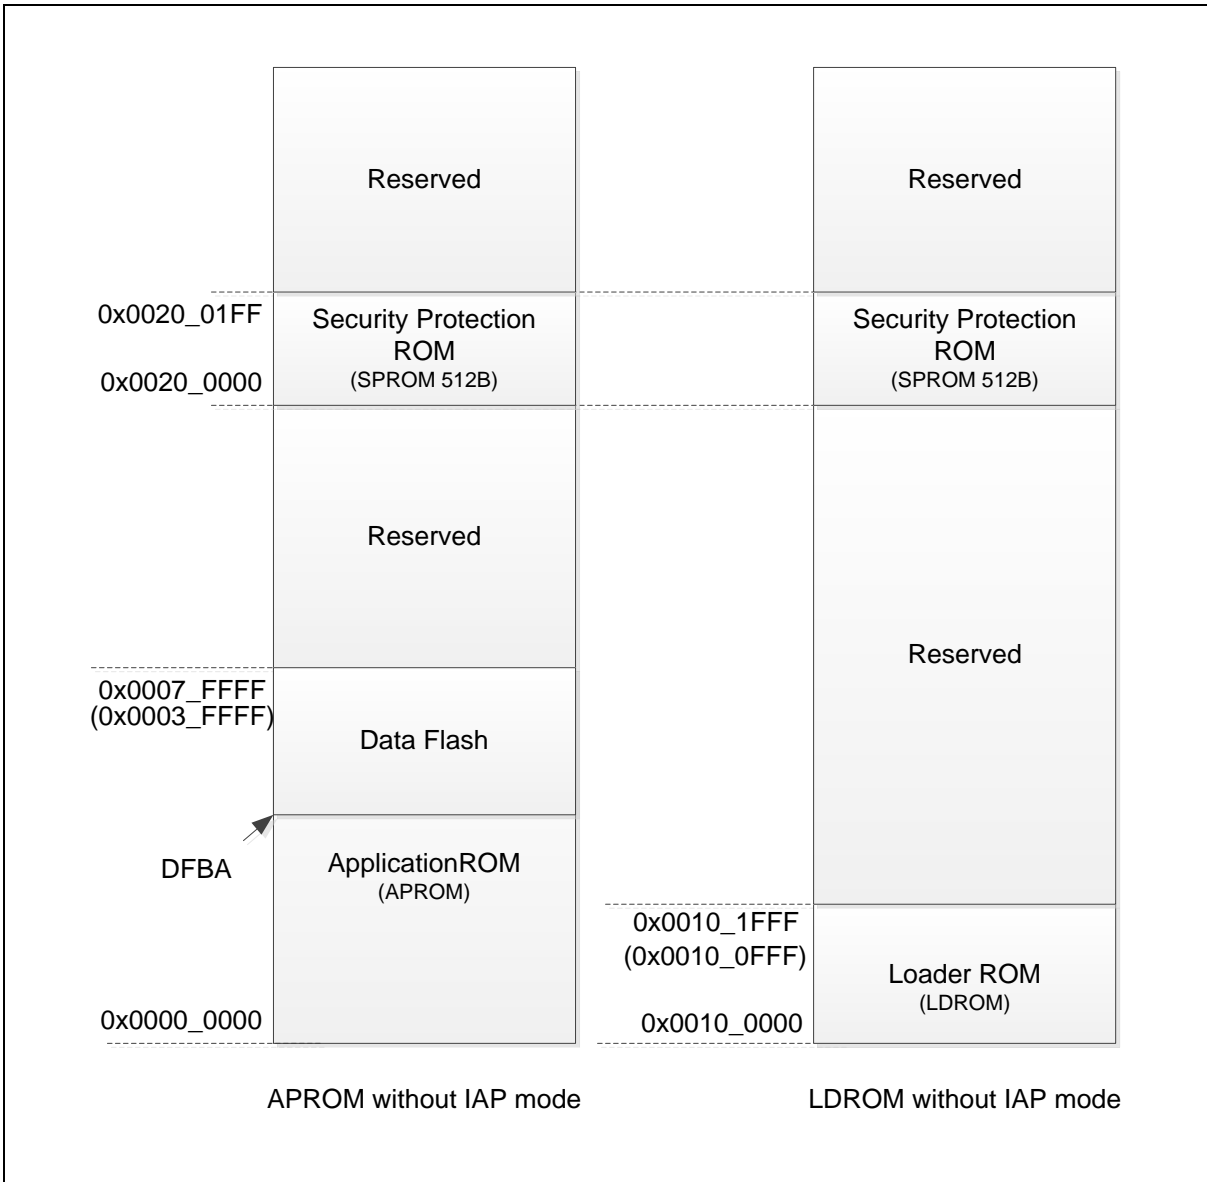 Reserved
0x0020_01FF
Security Protection
ROM
(SPROM 512B)
0x0020_0000
Reserved
0x0007_FFFF
(0x0003_FFFF)
Data Flash
DFBA
ApplicationROM
(APROM)
0x0000_0000
APROM without IAP mode
Reserved
Security Protection
ROM
(SPROM 512B)
Reserved
0x0010_1FFF
(0x0010_0FFF)
Loader ROM
(LDROM)
0x0010_0000
LDROM without IAP mode